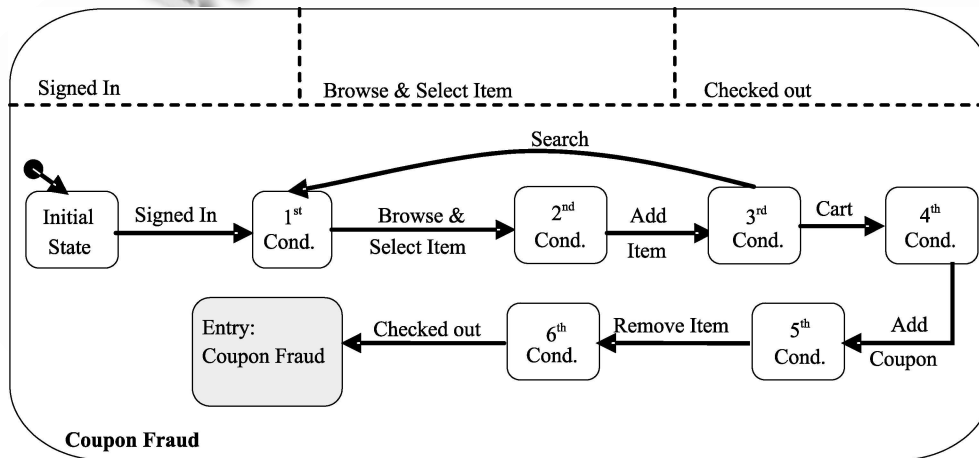 Signed In
Browse & Select Item
Checked out
Search
Initial
State
Signed In
1st
Cond.
Browse &
Select Item
2nd
Cond.
Add
Item
3rd
Cond.
Cart
4th
Cond.
Entry:
Coupon Fraud
Checked out
6th
Cond.
Remove Item
5th
Cond.
Add
Coupon
Coupon Fraud